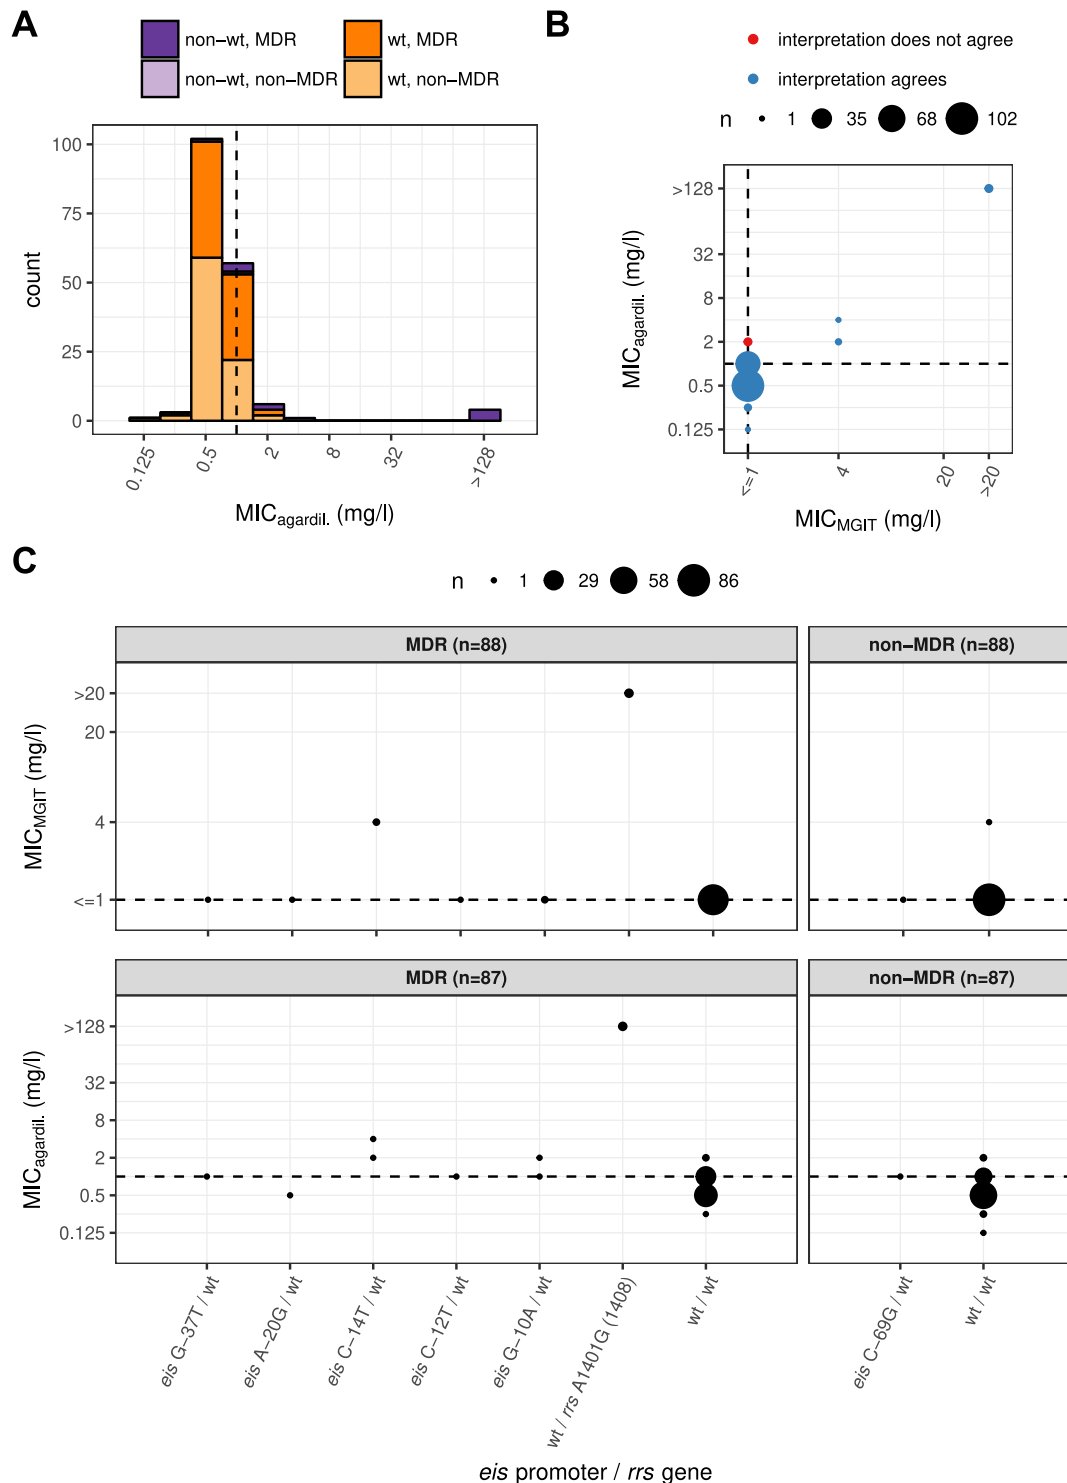 A
non−wt, MDR
wt, MDR
non−wt, non−MDR
wt, non−MDR
100
75
50
25
0
count
0.125
0.5
2
8
32
>128
MICagardil. (mg/l)
B
interpretation does not agree
interpretation agrees
n 1 35 68 102
>128
32
8
2
0.5
0.125
MICagardil. (mg/l)
<=1
4
20
>20
MICMGIT (mg/l)
C
n 1 29 58 86
MDR (n=88)
non−MDR (n=88)
>20
20
4
<=1
MICMGIT (mg/l)
MDR (n=87)
non−MDR (n=87)
>128
32
8
2
0.5
0.125
MICagardil. (mg/l)
eis G−37T / wt
eis A−20G / wt
eis C−14T / wt
eis C−12T / wt
eis G−10A / wt
wt / rrs A1401G (1408)
wt / wt
eis C−69G / wt
wt / wt
eis promoter / rrs gene